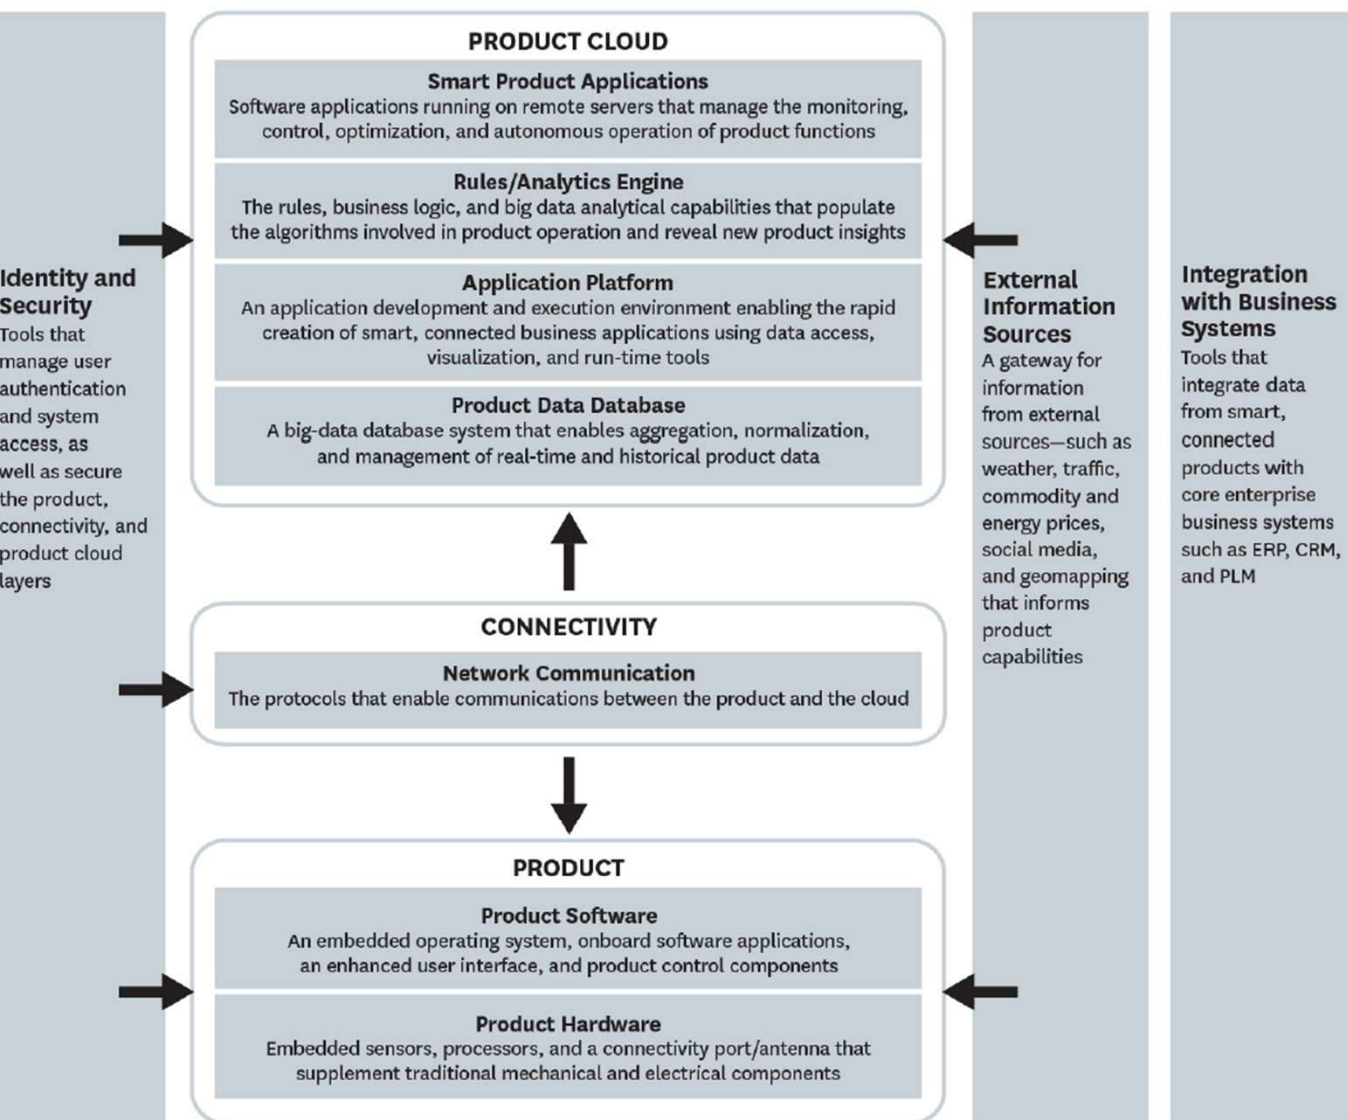 PRODUCT CLOUD
Smart Product Applications
Software applications running on remote servers that manage the monitoring,
control, optimization, and autonomous operation of product functions
Rules/Analytics Engine
The rules, business logic, and big data analytical capabilities that populate
the algorithms involved in product operation and reveal new product insights
Application Platform
An application development and execution environment enabling the rapid
creation of smart, connected business applications using data access,
visualization, and run-time tools
Product Data Database
A big-data database system that enables aggregation, normalization,
and management of real-time and historical product data
CONNECTIVITY
Network Communication
The protocols that enable communications between the product and the cloud
PRODUCT
Product Software
An embedded operating system, onboard software applications,
an enhanced user interface, and product control components
Product Hardware
Embedded sensors, processors, and a connectivity port/antenna that
supplement traditional mechanical and electrical components
Identity and
Security
Tools that
manage user
authentication
and system
access, as
well as secure
the product,
connectivity, and
product cloud
layers
External
Information
Sources
A gateway for
information
from external
sources—such as
weather, traffic,
commodity and
energy prices,
social media,
and geomapping
that informs
product
capabilities
Integration
with Business
Systems
Tools that
integrate data
from smart,
connected
products with
core enterprise
business systems
such as ERP, CRM,
and PLM